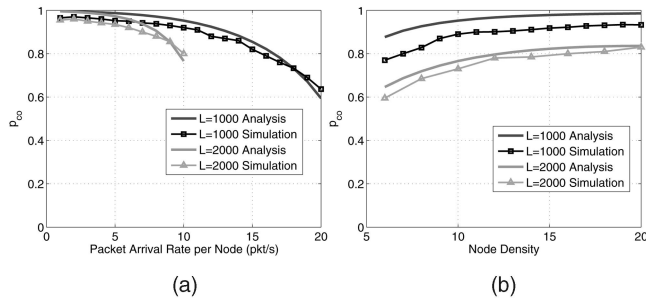 1
0.8
0.6
0.4
0.2
0
p_co
L=1000 Analysis
L=1000 Simulation
L=2000 Analysis
L=2000 Simulation
0 5 10 15 20
Packet Arrival Rate per Node (pkt/s)
(a)
1
0.8
0.6
0.4
0.2
0
p_co
L=1000 Analysis
L=1000 Simulation
L=2000 Analysis
L=2000 Simulation
5 10 15 20
Node Density
(b)